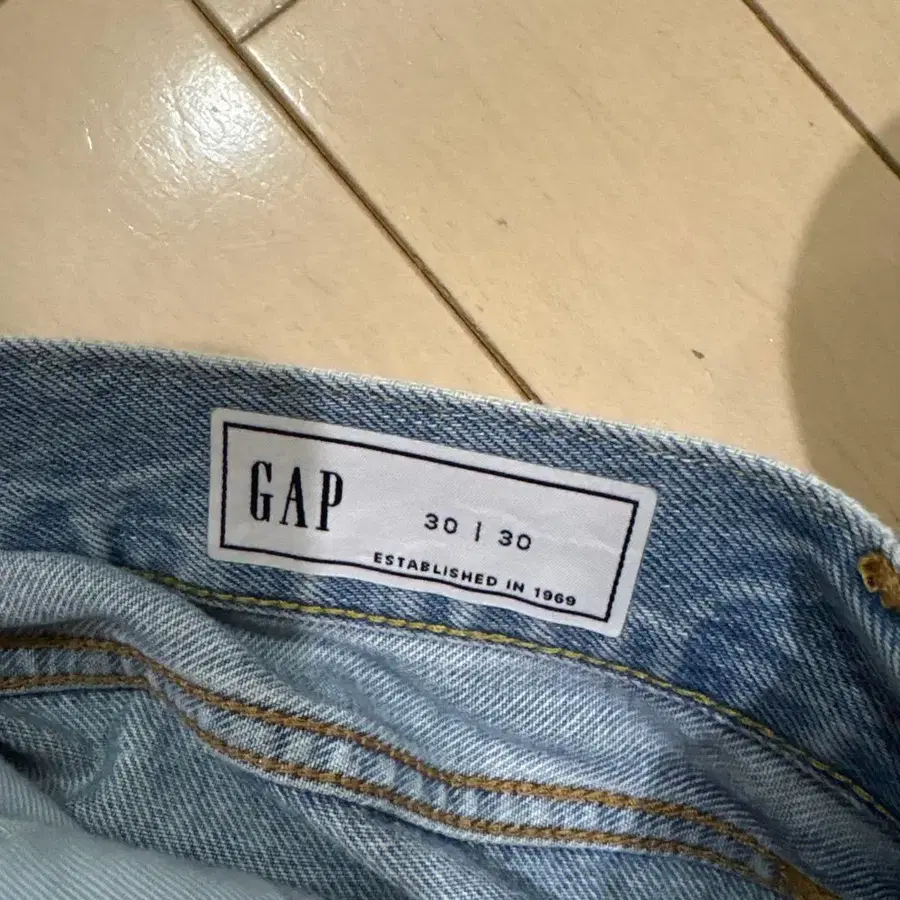 GAP
30 | 30
ESTABLISHED IN 1969